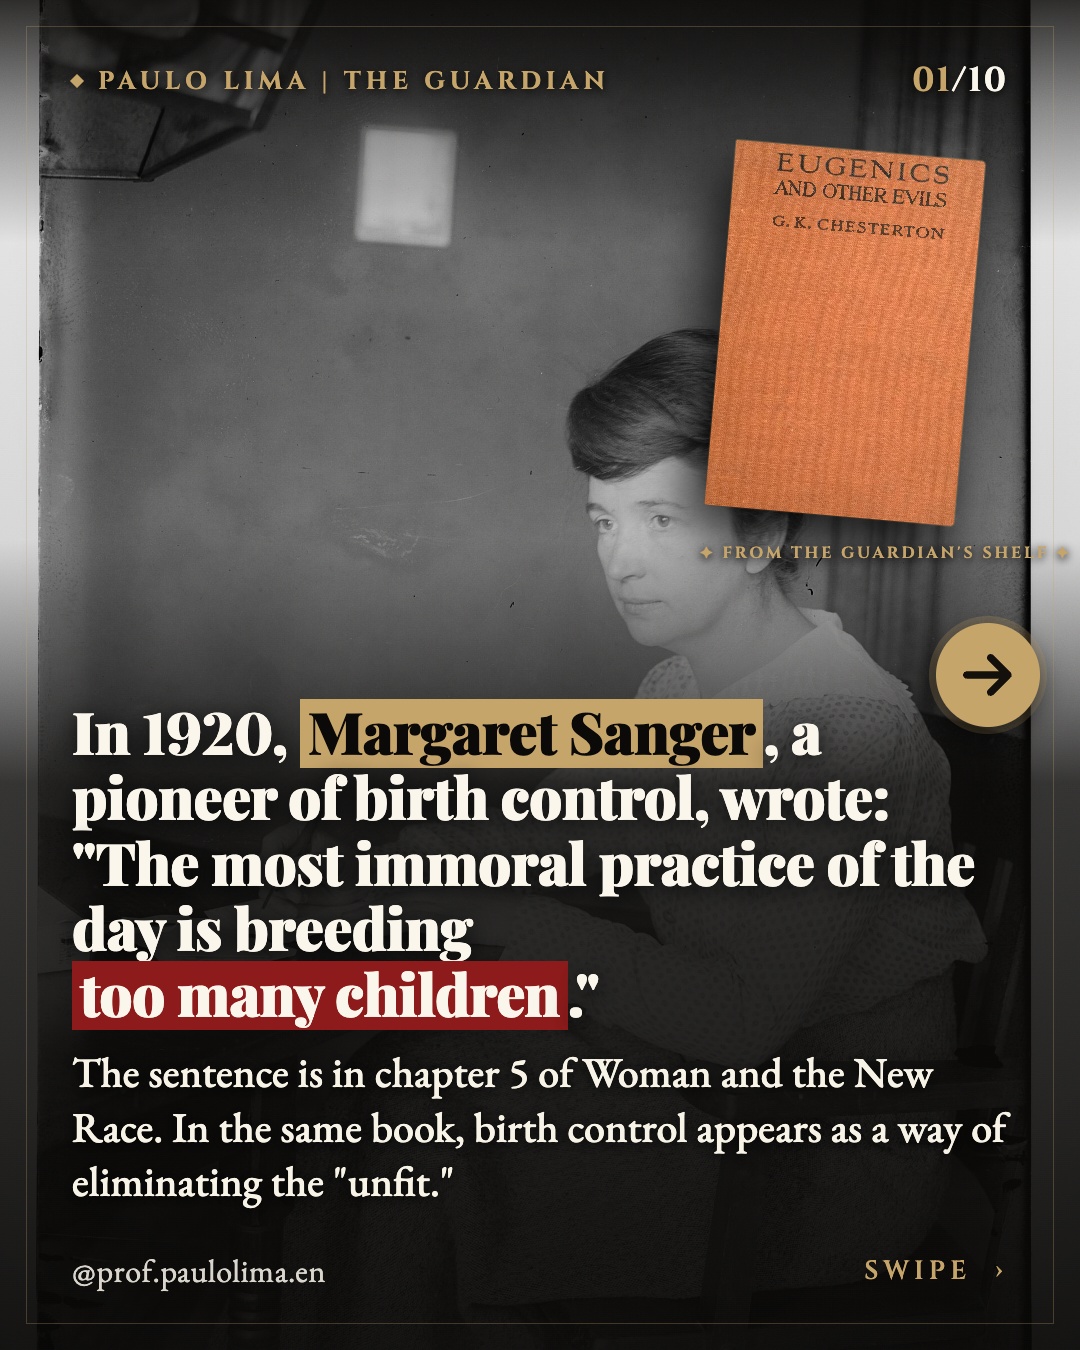 ◆ PAULO LIMA | THE GUARDIAN
01/10
EUGENICS
AND OTHER EVILS
G. K. CHESTERTON
✦ FROM THE GUARDIAN'S SHELF ✦
In 1920, Margaret Sanger, a
pioneer of birth control, wrote:
"The most immoral practice of the
day is breeding
too many children."
The sentence is in chapter 5 of Woman and the New
Race. In the same book, birth control appears as a way of
eliminating the "unfit."
@prof.paulolima.en
SWIPE ›